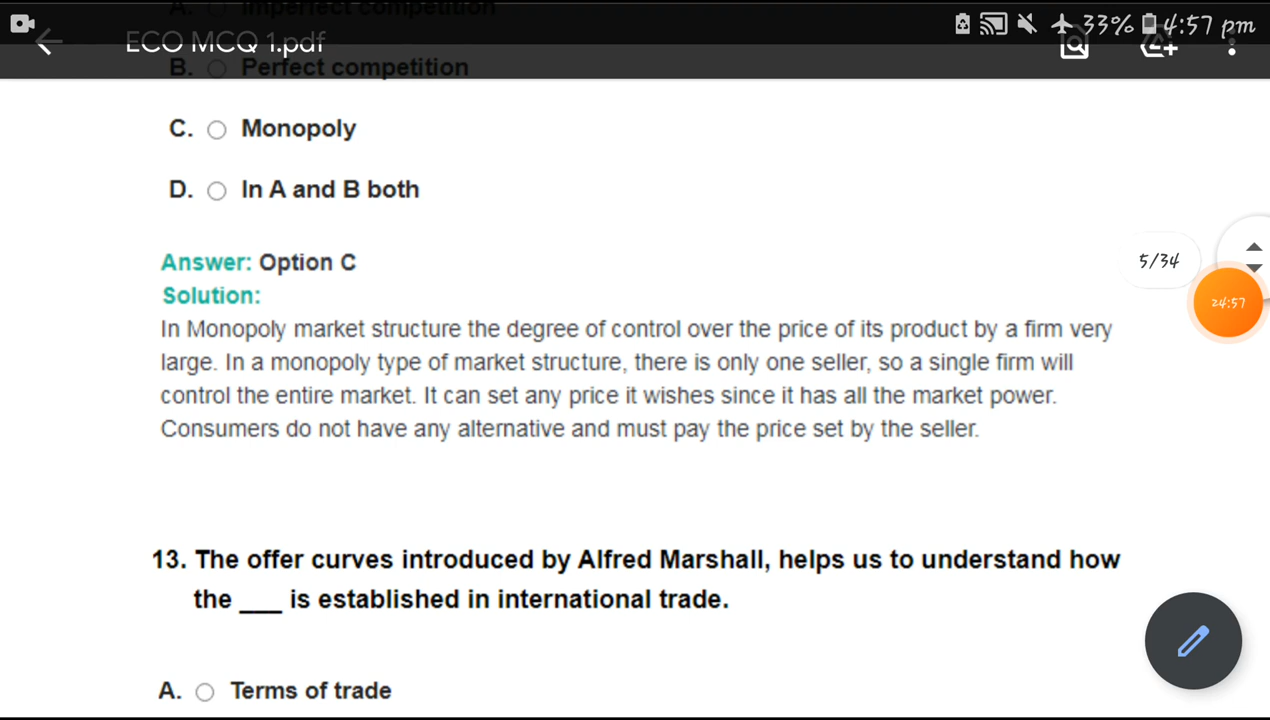 A. Imperfect competition
33% 4:57 pm
ECO MCQ 1.pdf
B. Perfect competition
C. Monopoly
D. In A and B both
5/34
24:57
Answer: Option C
Solution:
In Monopoly market structure the degree of control over the price of its product by a firm very
large. In a monopoly type of market structure, there is only one seller, so a single firm will
control the entire market. It can set any price it wishes since it has all the market power.
Consumers do not have any alternative and must pay the price set by the seller.
13. The offer curves introduced by Alfred Marshall, helps us to understand how
the ___ is established in international trade.
A. Terms of trade